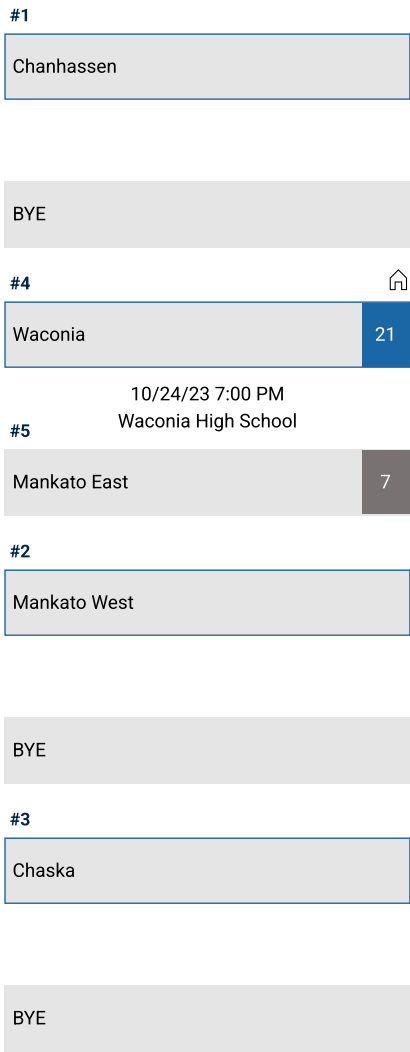 #1
Chanhassen
BYE
#4
Waconia 21
10/24/23 7:00 PM
Waconia High School
#5
Mankato East 7
#2
Mankato West
BYE
#3
Chaska
BYE